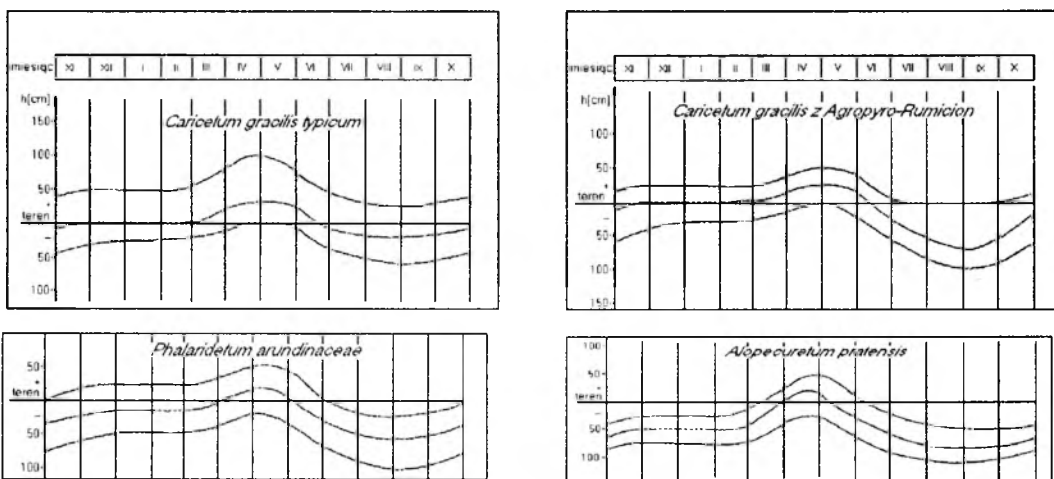 miesiąc XI XII I II III IV V VI VII VIII IX X
h[cm]
Caricetum gracilis typicum
150
100
50
+
teren
−
50
100
miesiąc XI XII I II III IV V VI VII VIII IX X
h[cm]
Caricetum gracilis z Agropyro-Rumicion
100
50
+
teren
−
50
100
150
Phalaridetum arundinaceae
50
+
teren
−
50
100
Alopecuretum pratensis
100
50
teren
−
50
100